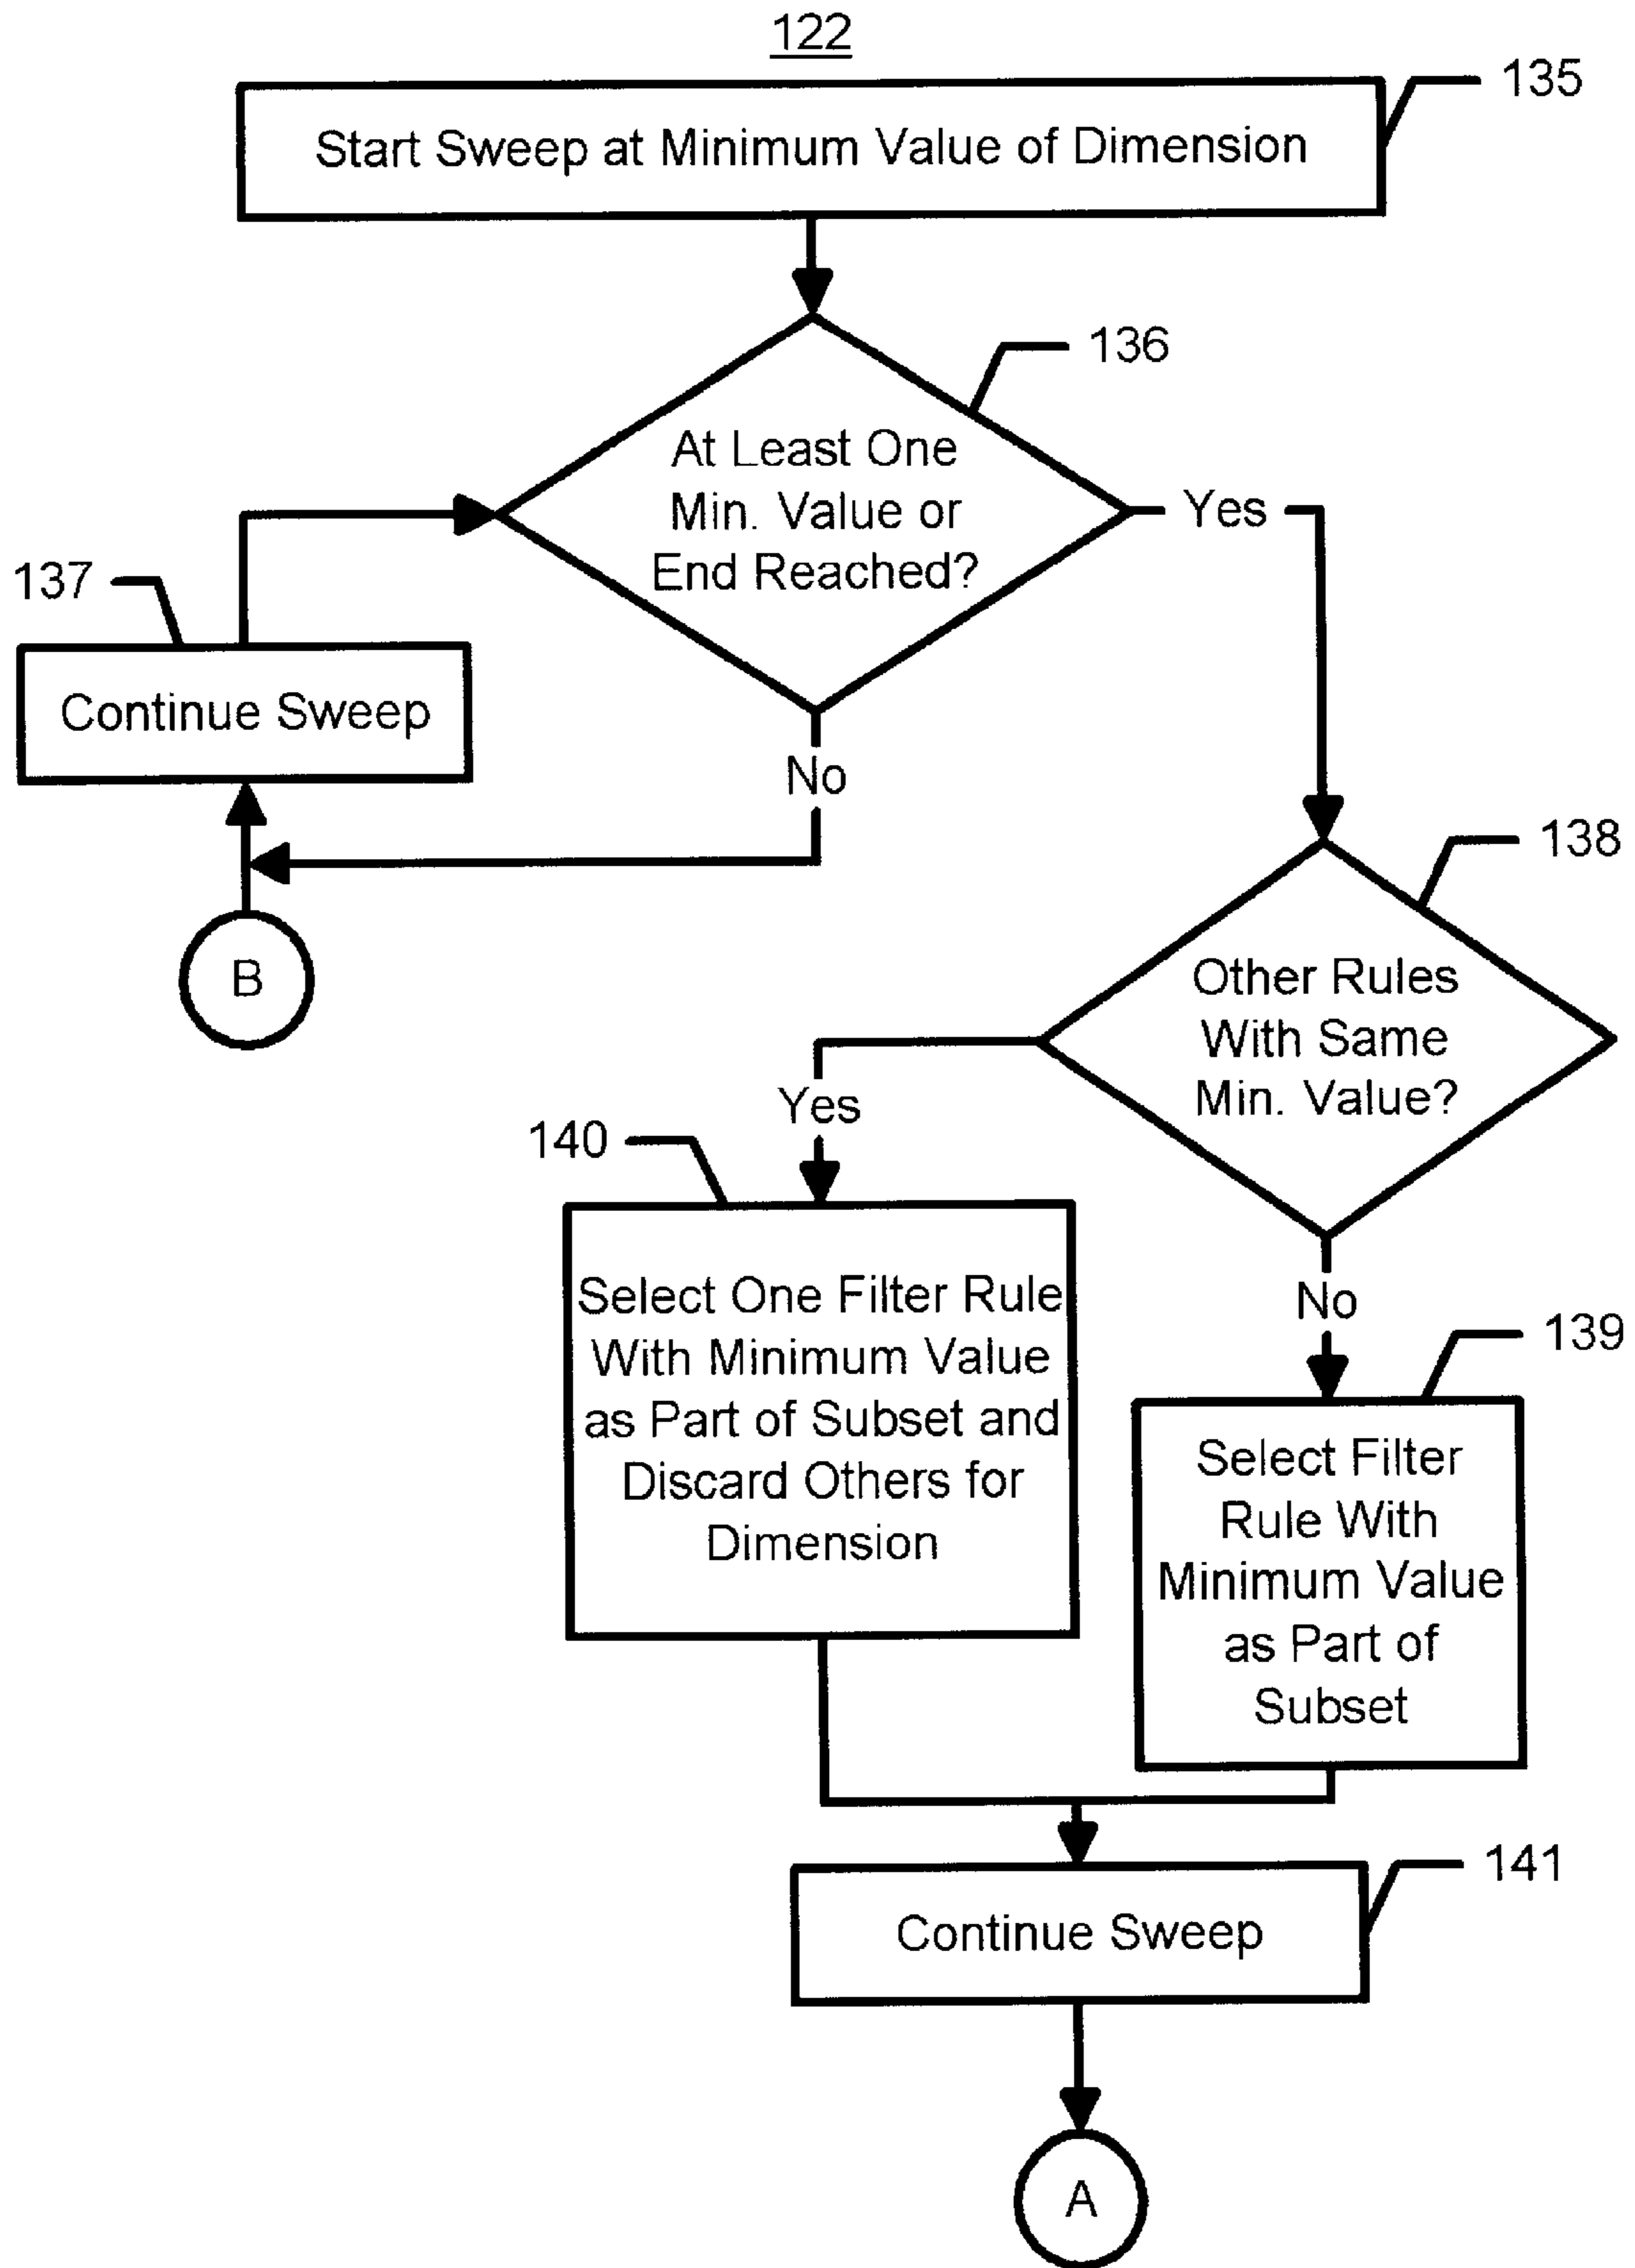 122
135
Start Sweep at Minimum Value of Dimension
136
At Least One
Min. Value or
End Reached?
Yes
137
Continue Sweep
No
B
138
Other Rules
With Same
Min. Value?
Yes
140
No
139
Select One Filter Rule
With Minimum Value
as Part of Subset and
Discard Others for
Dimension
Select Filter
Rule With
Minimum Value
as Part of
Subset
141
Continue Sweep
A